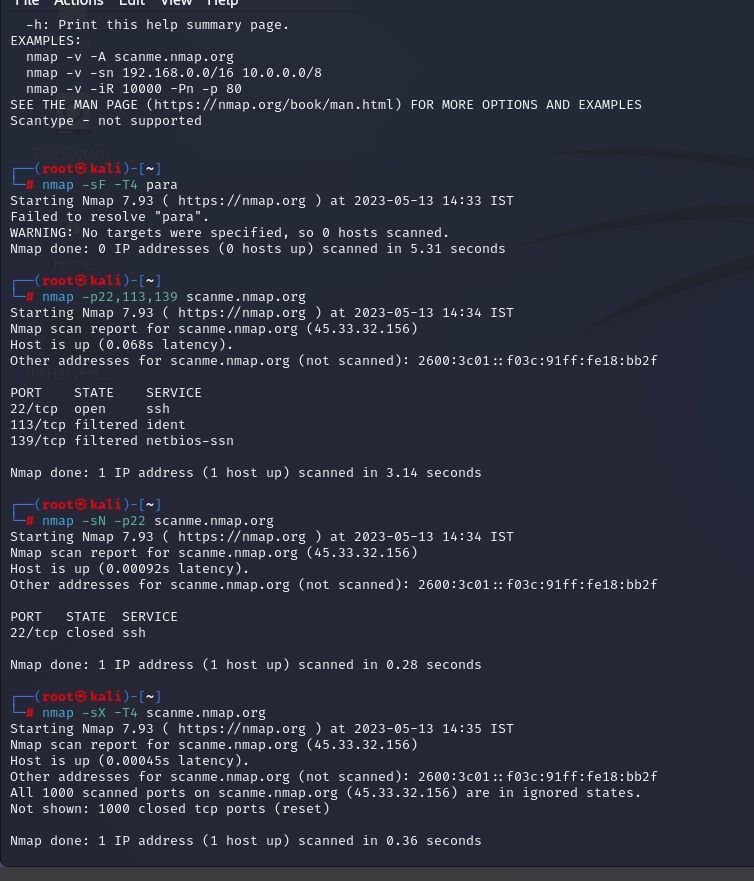 File Actions Edit View Help
-h: Print this help summary page.
EXAMPLES:
nmap -v -A scanme.nmap.org
nmap -v -sn 192.168.0.0/16 10.0.0.0/8
nmap -v -iR 10000 -Pn -p 80
SEE THE MAN PAGE (https://nmap.org/book/man.html) FOR MORE OPTIONS AND EXAMPLES
Scantype - not supported
File System
┌──(root㉿kali)-[~]
└─# nmap -sF -T4 para
Starting Nmap 7.93 ( https://nmap.org ) at 2023-05-13 14:33 IST
Failed to resolve "para".
WARNING: No targets were specified, so 0 hosts scanned.
Nmap done: 0 IP addresses (0 hosts up) scanned in 5.31 seconds
Home
┌──(root㉿kali)-[~]
└─# nmap -p22,113,139 scanme.nmap.org
Starting Nmap 7.93 ( https://nmap.org ) at 2023-05-13 14:34 IST
Nmap scan report for scanme.nmap.org (45.33.32.156)
Host is up (0.068s latency).
Other addresses for scanme.nmap.org (not scanned): 2600:3c01::f03c:91ff:fe18:bb2f
theHarvest...
PORT    STATE    SERVICE
22/tcp  open     ssh
113/tcp filtered ident
139/tcp filtered netbios-ssn
Nmap done: 1 IP address (1 host up) scanned in 3.14 seconds
┌──(root㉿kali)-[~]
└─# nmap -sN -p22 scanme.nmap.org
Starting Nmap 7.93 ( https://nmap.org ) at 2023-05-13 14:34 IST
Nmap scan report for scanme.nmap.org (45.33.32.156)
Host is up (0.00092s latency).
Other addresses for scanme.nmap.org (not scanned): 2600:3c01::f03c:91ff:fe18:bb2f
PORT   STATE  SERVICE
22/tcp closed ssh
Nmap done: 1 IP address (1 host up) scanned in 0.28 seconds
┌──(root㉿kali)-[~]
└─# nmap -sX -T4 scanme.nmap.org
Starting Nmap 7.93 ( https://nmap.org ) at 2023-05-13 14:35 IST
Nmap scan report for scanme.nmap.org (45.33.32.156)
Host is up (0.00045s latency).
Other addresses for scanme.nmap.org (not scanned): 2600:3c01::f03c:91ff:fe18:bb2f
All 1000 scanned ports on scanme.nmap.org (45.33.32.156) are in ignored states.
Not shown: 1000 closed tcp ports (reset)
Nmap done: 1 IP address (1 host up) scanned in 0.36 seconds